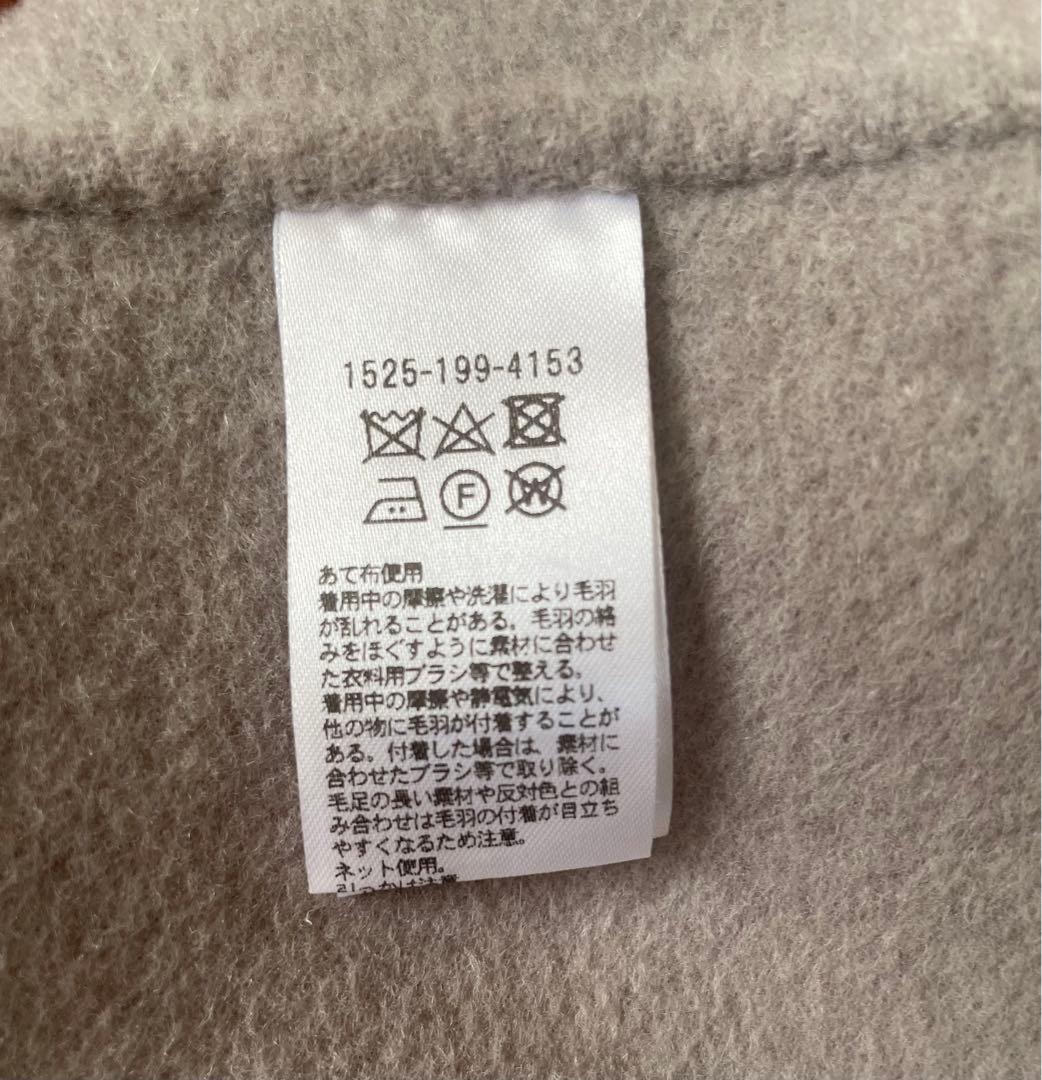 1525-199-4153
F
W
あて布使用
着用中の摩擦や洗濯により毛羽
が乱れることがある。毛羽の絡
みをほぐすように素材に合わせ
た衣料用ブラシ等で整える。
着用中の摩擦や静電気により、
他の物に毛羽が付着することが
ある。付着した場合は、素材に
合わせたブラシ等で取り除く。
毛足の長い素材や反対色との組
み合わせは毛羽の付着が目立ち
やすくなるため注意。
ネット使用。
引っかけ注意